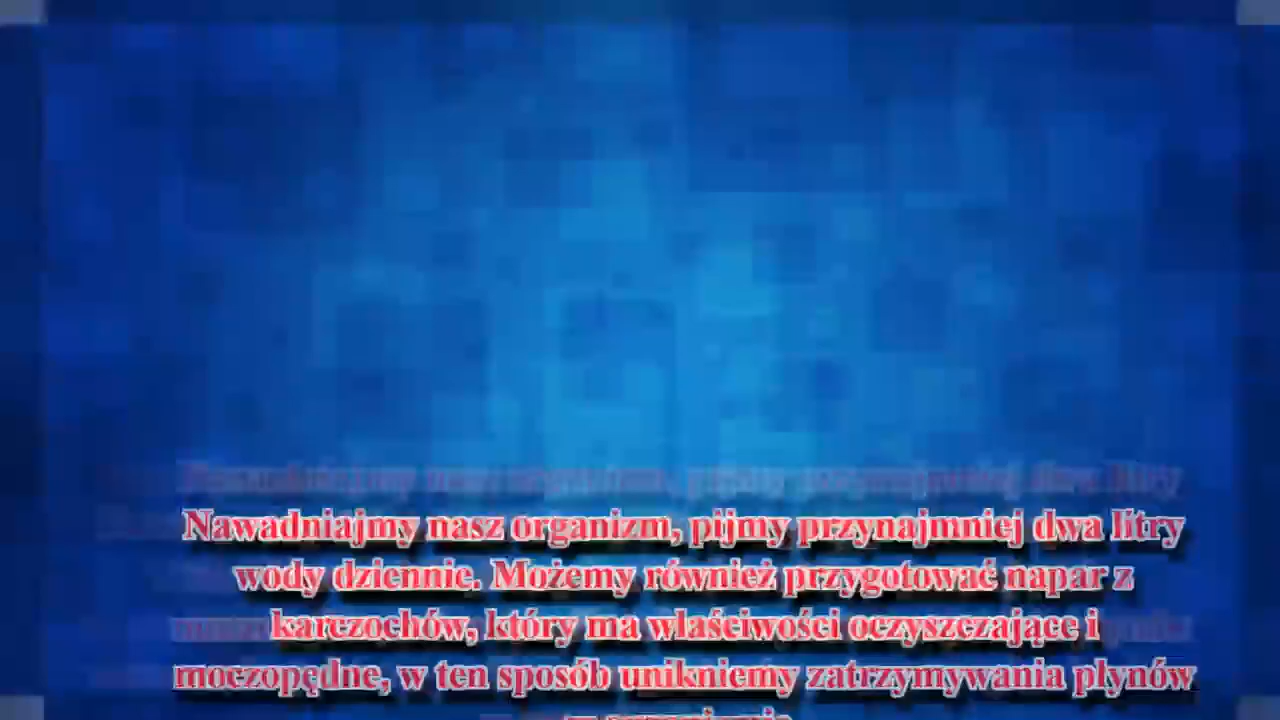 Nawadniajmy nasz organizm, pijmy przynajmniej dwa litry
wody dziennie. Możemy również przygotować napar z
karczochów, który ma właściwości oczyszczające i
moczopędne, w ten sposób unikniemy zatrzymywania płynów